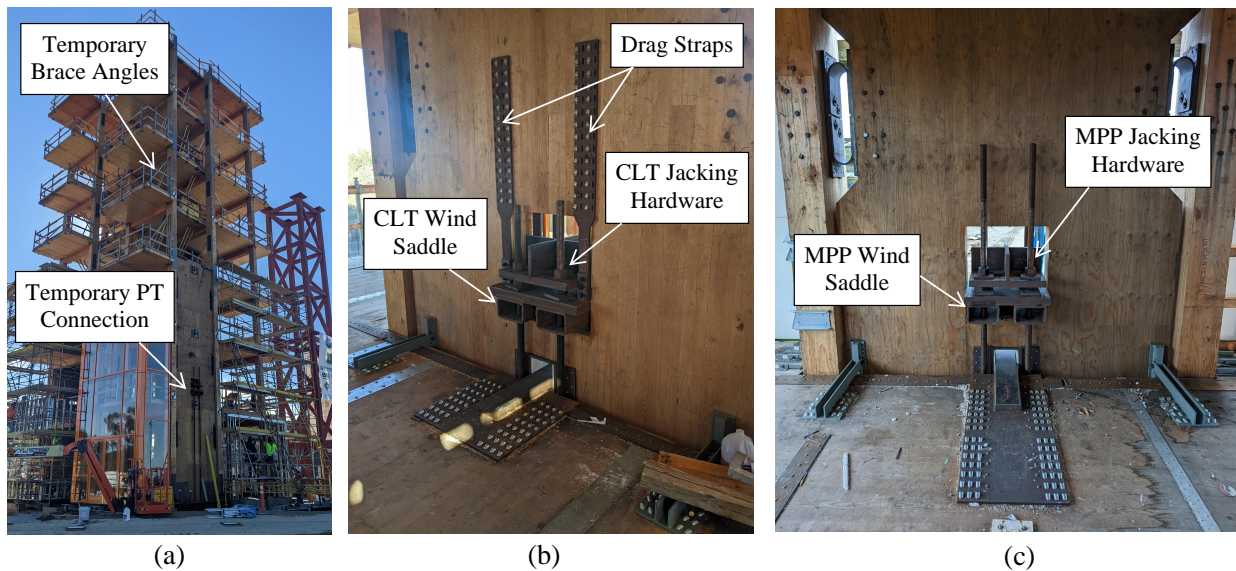 Temporary
Brace Angles
Temporary PT
Connection
(a)
Drag Straps
CLT Jacking
Hardware
CLT Wind
Saddle
(b)
MPP Jacking
Hardware
MPP Wind
Saddle
(c)